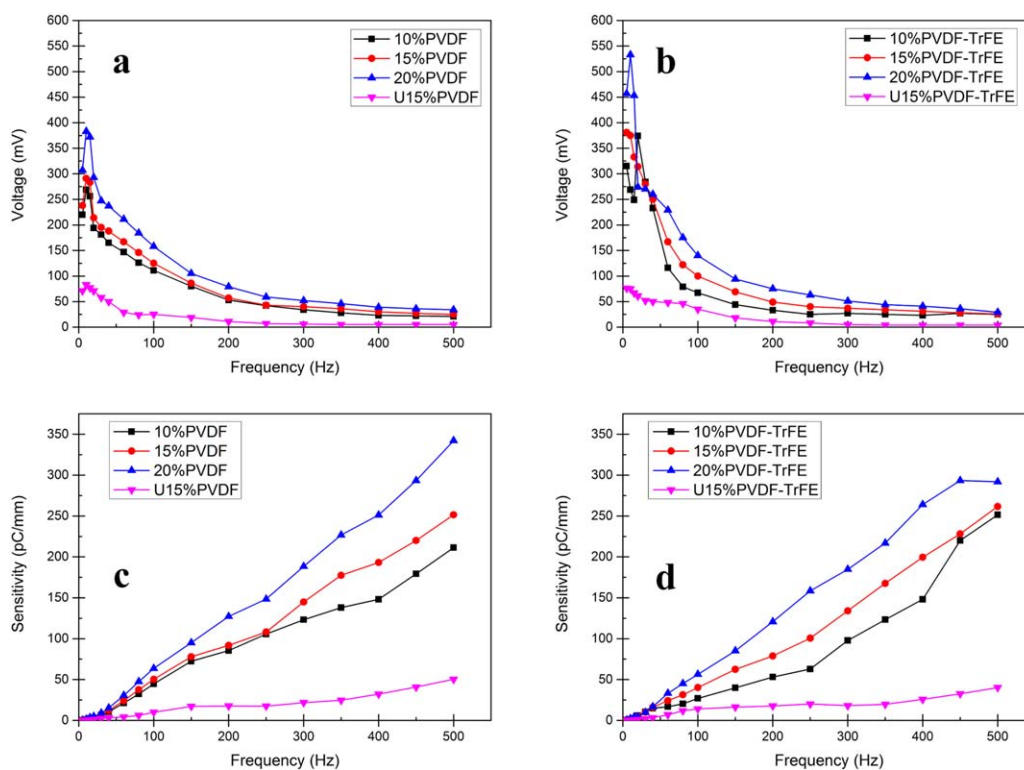 a
10%PVDF
15%PVDF
20%PVDF
U15%PVDF
600
550
500
450
400
350
300
250
200
150
100
50
0
Voltage (mV)
0 100 200 300 400 500
Frequency (Hz)
b
10%PVDF-TrFE
15%PVDF-TrFE
20%PVDF-TrFE
U15%PVDF-TrFE
600
550
500
450
400
350
300
250
200
150
100
50
0
Voltage (mV)
0 100 200 300 400 500
Frequency (Hz)
c
10%PVDF
15%PVDF
20%PVDF
U15%PVDF
350
300
250
200
150
100
50
0
Sensitivity (pC/mm)
0 100 200 300 400 500
Frequency (Hz)
d
10%PVDF-TrFE
15%PVDF-TrFE
20%PVDF-TrFE
U15%PVDF-TrFE
350
300
250
200
150
100
50
0
Sensitivity (pC/mm)
0 100 200 300 400 500
Frequency (Hz)